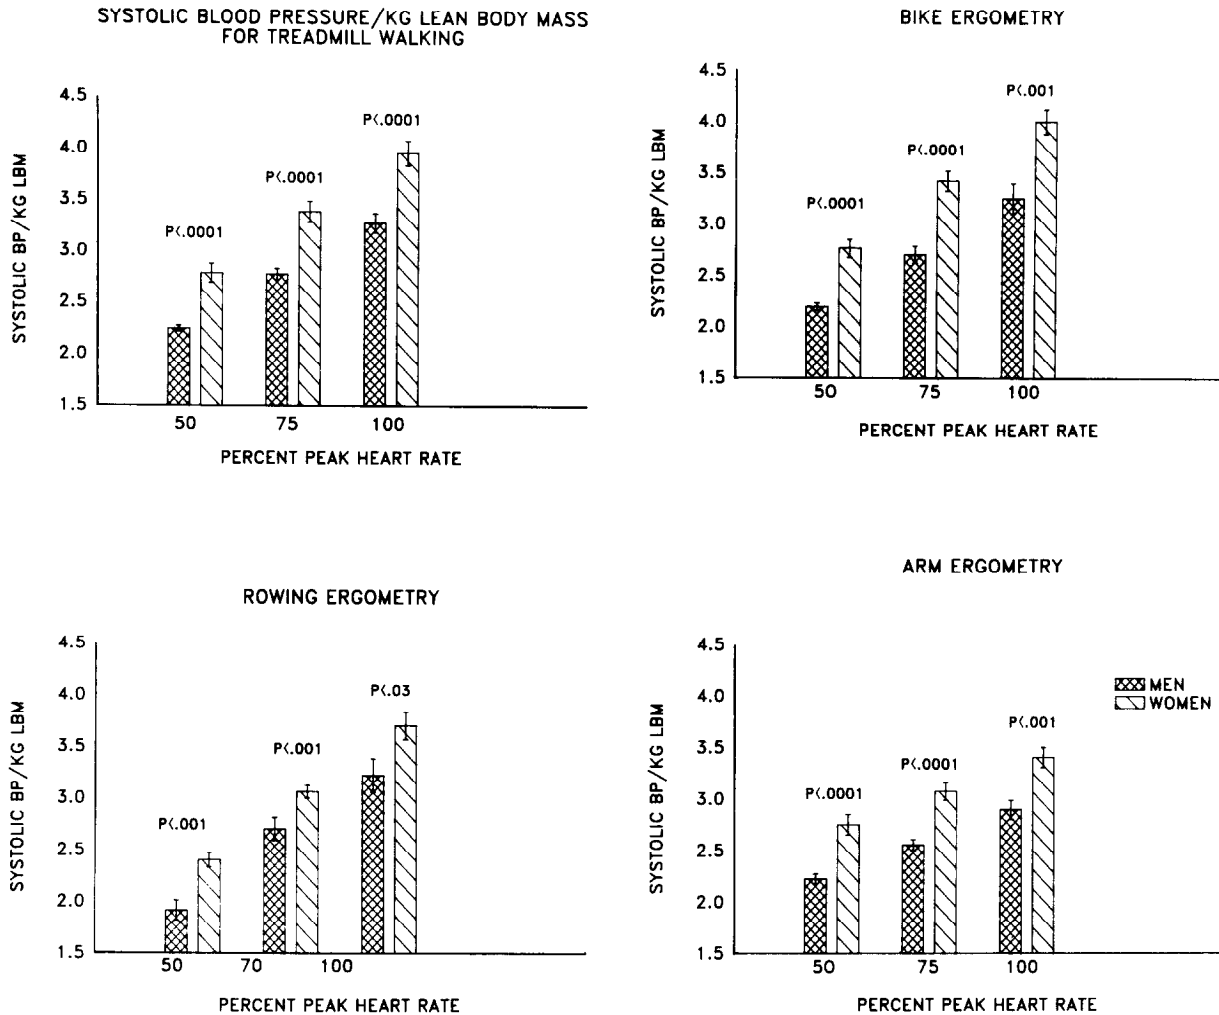 SYSTOLIC BLOOD PRESSURE/KG LEAN BODY MASS
FOR TREADMILL WALKING
4.5
4.0
3.5
3.0
2.5
2.0
1.5
SYSTOLIC BP/KG LBM
P<.0001
P<.0001
P<.0001
50 75 100
PERCENT PEAK HEART RATE
BIKE ERGOMETRY
4.5
4.0
3.5
3.0
2.5
2.0
1.5
SYSTOLIC BP/KG LBM
P<.0001
P<.0001
P<.001
50 75 100
PERCENT PEAK HEART RATE
ROWING ERGOMETRY
4.5
4.0
3.5
3.0
2.5
2.0
1.5
SYSTOLIC BP/KG LBM
P<.001
P<.001
P<.03
50 70 100
PERCENT PEAK HEART RATE
ARM ERGOMETRY
4.5
4.0
3.5
3.0
2.5
2.0
1.5
SYSTOLIC BP/KG LBM
P<.0001
P<.0001
P<.001
MEN
WOMEN
50 75 100
PERCENT PEAK HEART RATE